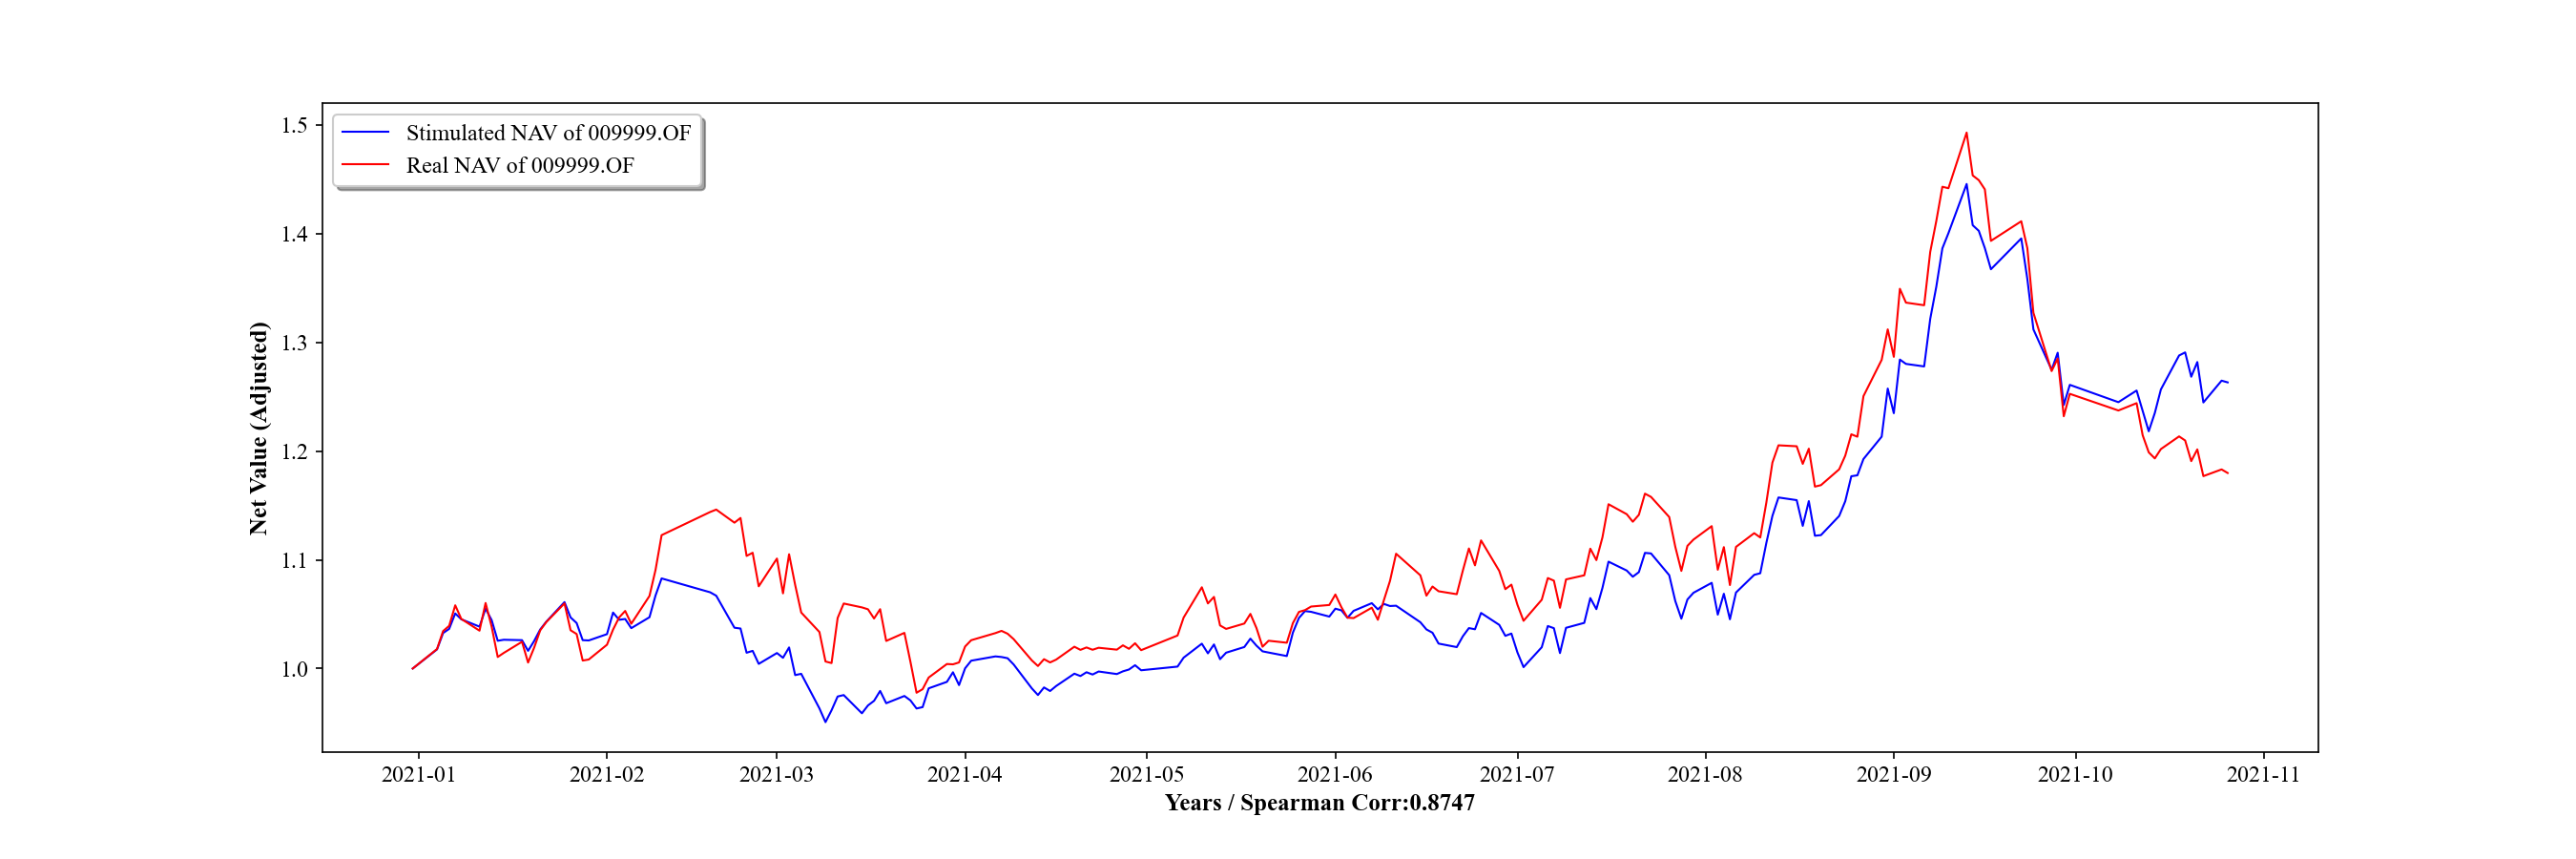 Stimulated NAV of 009999.OF
Real NAV of 009999.OF
1.5
1.4
1.3
1.2
1.1
1.0
Net Value (Adjusted)
2021-01 2021-02 2021-03 2021-04 2021-05 2021-06 2021-07 2021-08 2021-09 2021-10 2021-11
Years / Spearman Corr:0.8747